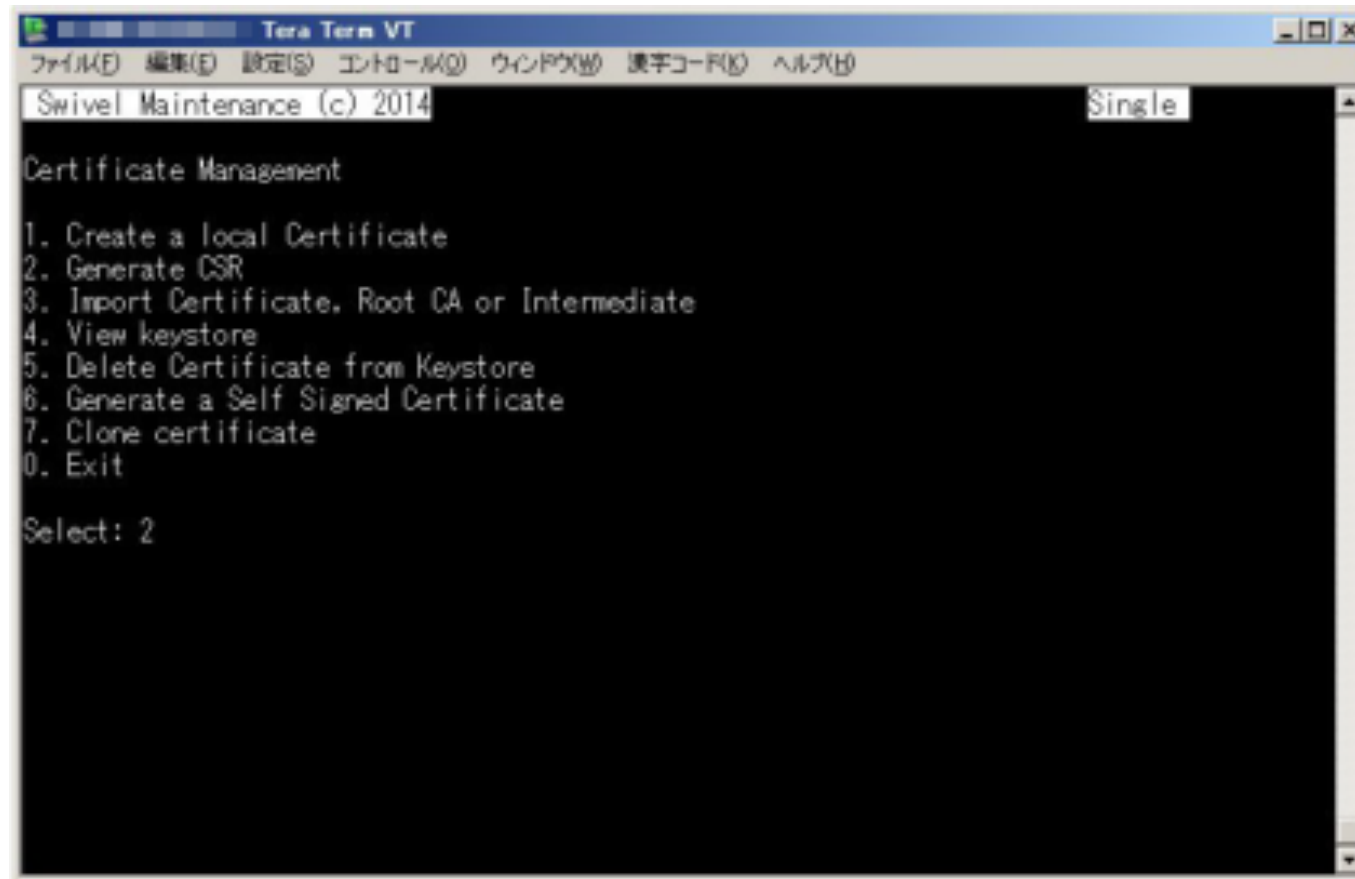 Tera Term VT
ファイル(F) 編集(E) 設定(S) コントロール(O) ウィンドウ(W) 漢字コード(K) ヘルプ(H)
Swivel Maintenance (c) 2014 Single
Certificate Management
1. Create a local Certificate
2. Generate CSR
3. Import Certificate. Root CA or Intermediate
4. View keystore
5. Delete Certificate from Keystore
6. Generate a Self Signed Certificate
7. Clone certificate
0. Exit
Select: 2